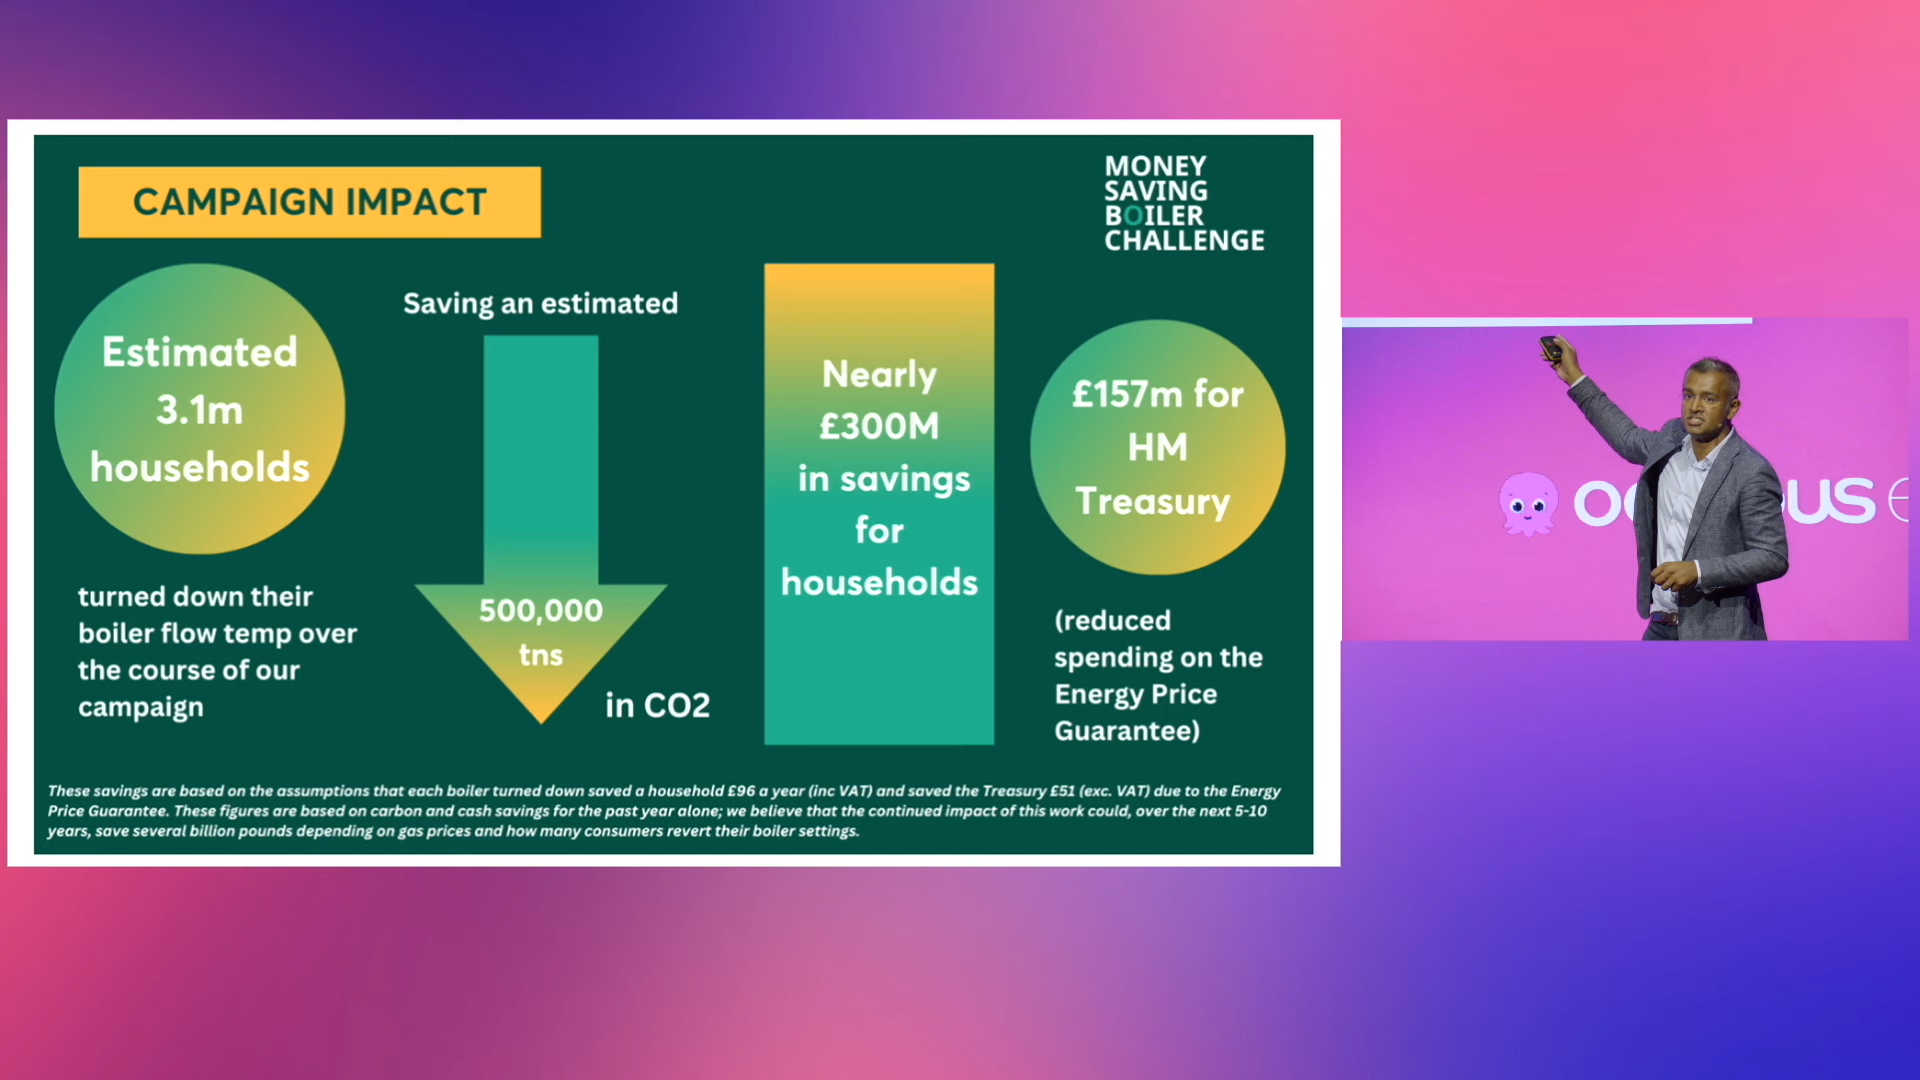 CAMPAIGN IMPACT
MONEY
SAVING
BOILER
CHALLENGE
Estimated
3.1m
households
turned down their
boiler flow temp over
the course of our
campaign
Saving an estimated
500,000
tns
in CO2
Nearly
£300M
in savings
for
households
£157m for
HM
Treasury
(reduced
spending on the
Energy Price
Guarantee)
These savings are based on the assumptions that each boiler turned down saved a household £96 a year (inc VAT) and saved the Treasury £51 (exc. VAT) due to the Energy
Price Guarantee. These figures are based on carbon and cash savings for the past year alone; we believe that the continued impact of this work could, over the next 5-10
years, save several billion pounds depending on gas prices and how many consumers revert their boiler settings.